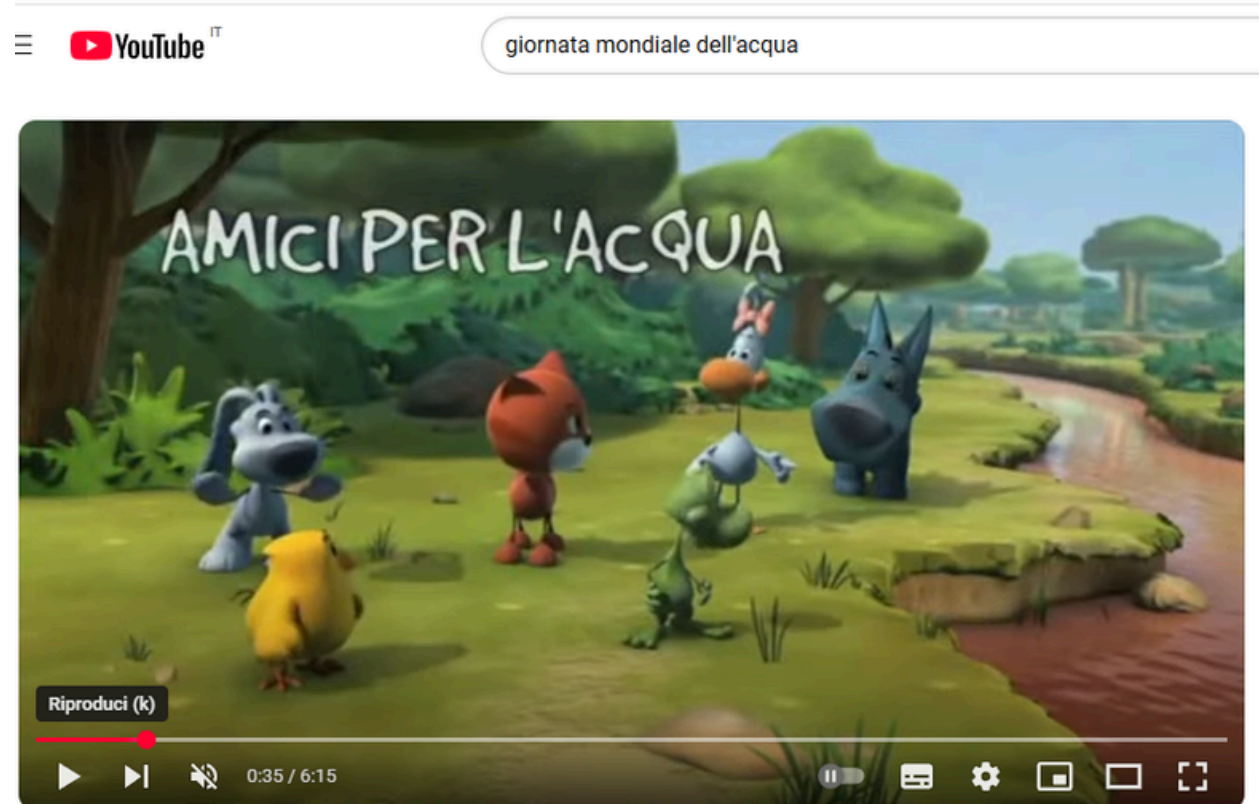 YouTube IT
giornata mondiale dell'acqua
AMICI PER L'ACQUA
Riproduci (k)
0:35 / 6:15